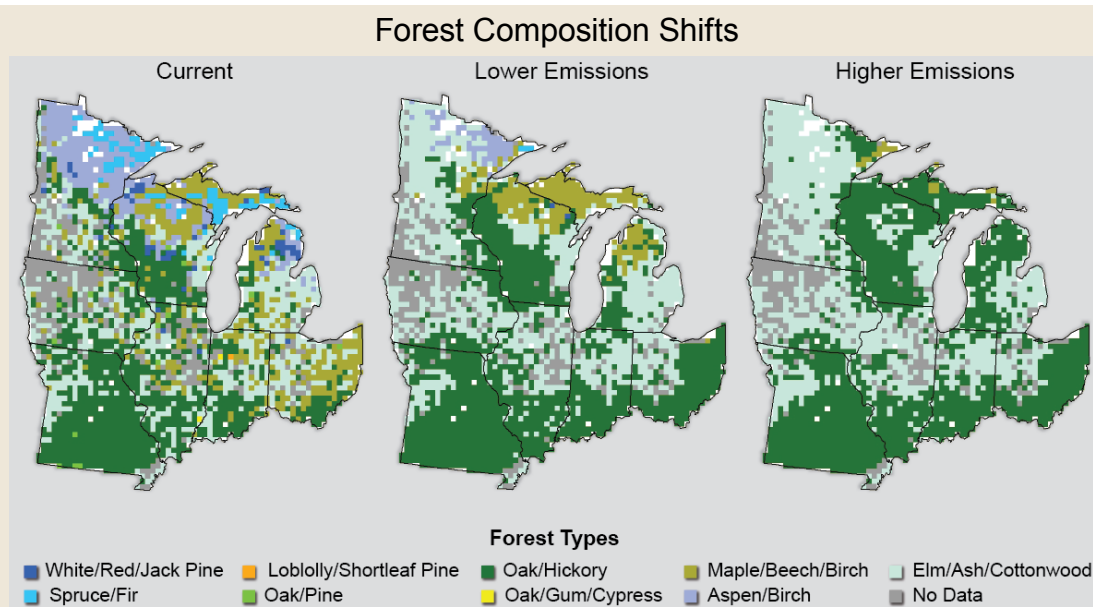 Forest Composition Shifts
Current Lower Emissions Higher Emissions
Forest Types
White/Red/Jack Pine Loblolly/Shortleaf Pine Oak/Hickory Maple/Beech/Birch Elm/Ash/Cottonwood
Spruce/Fir Oak/Pine Oak/Gum/Cypress Aspen/Birch No Data